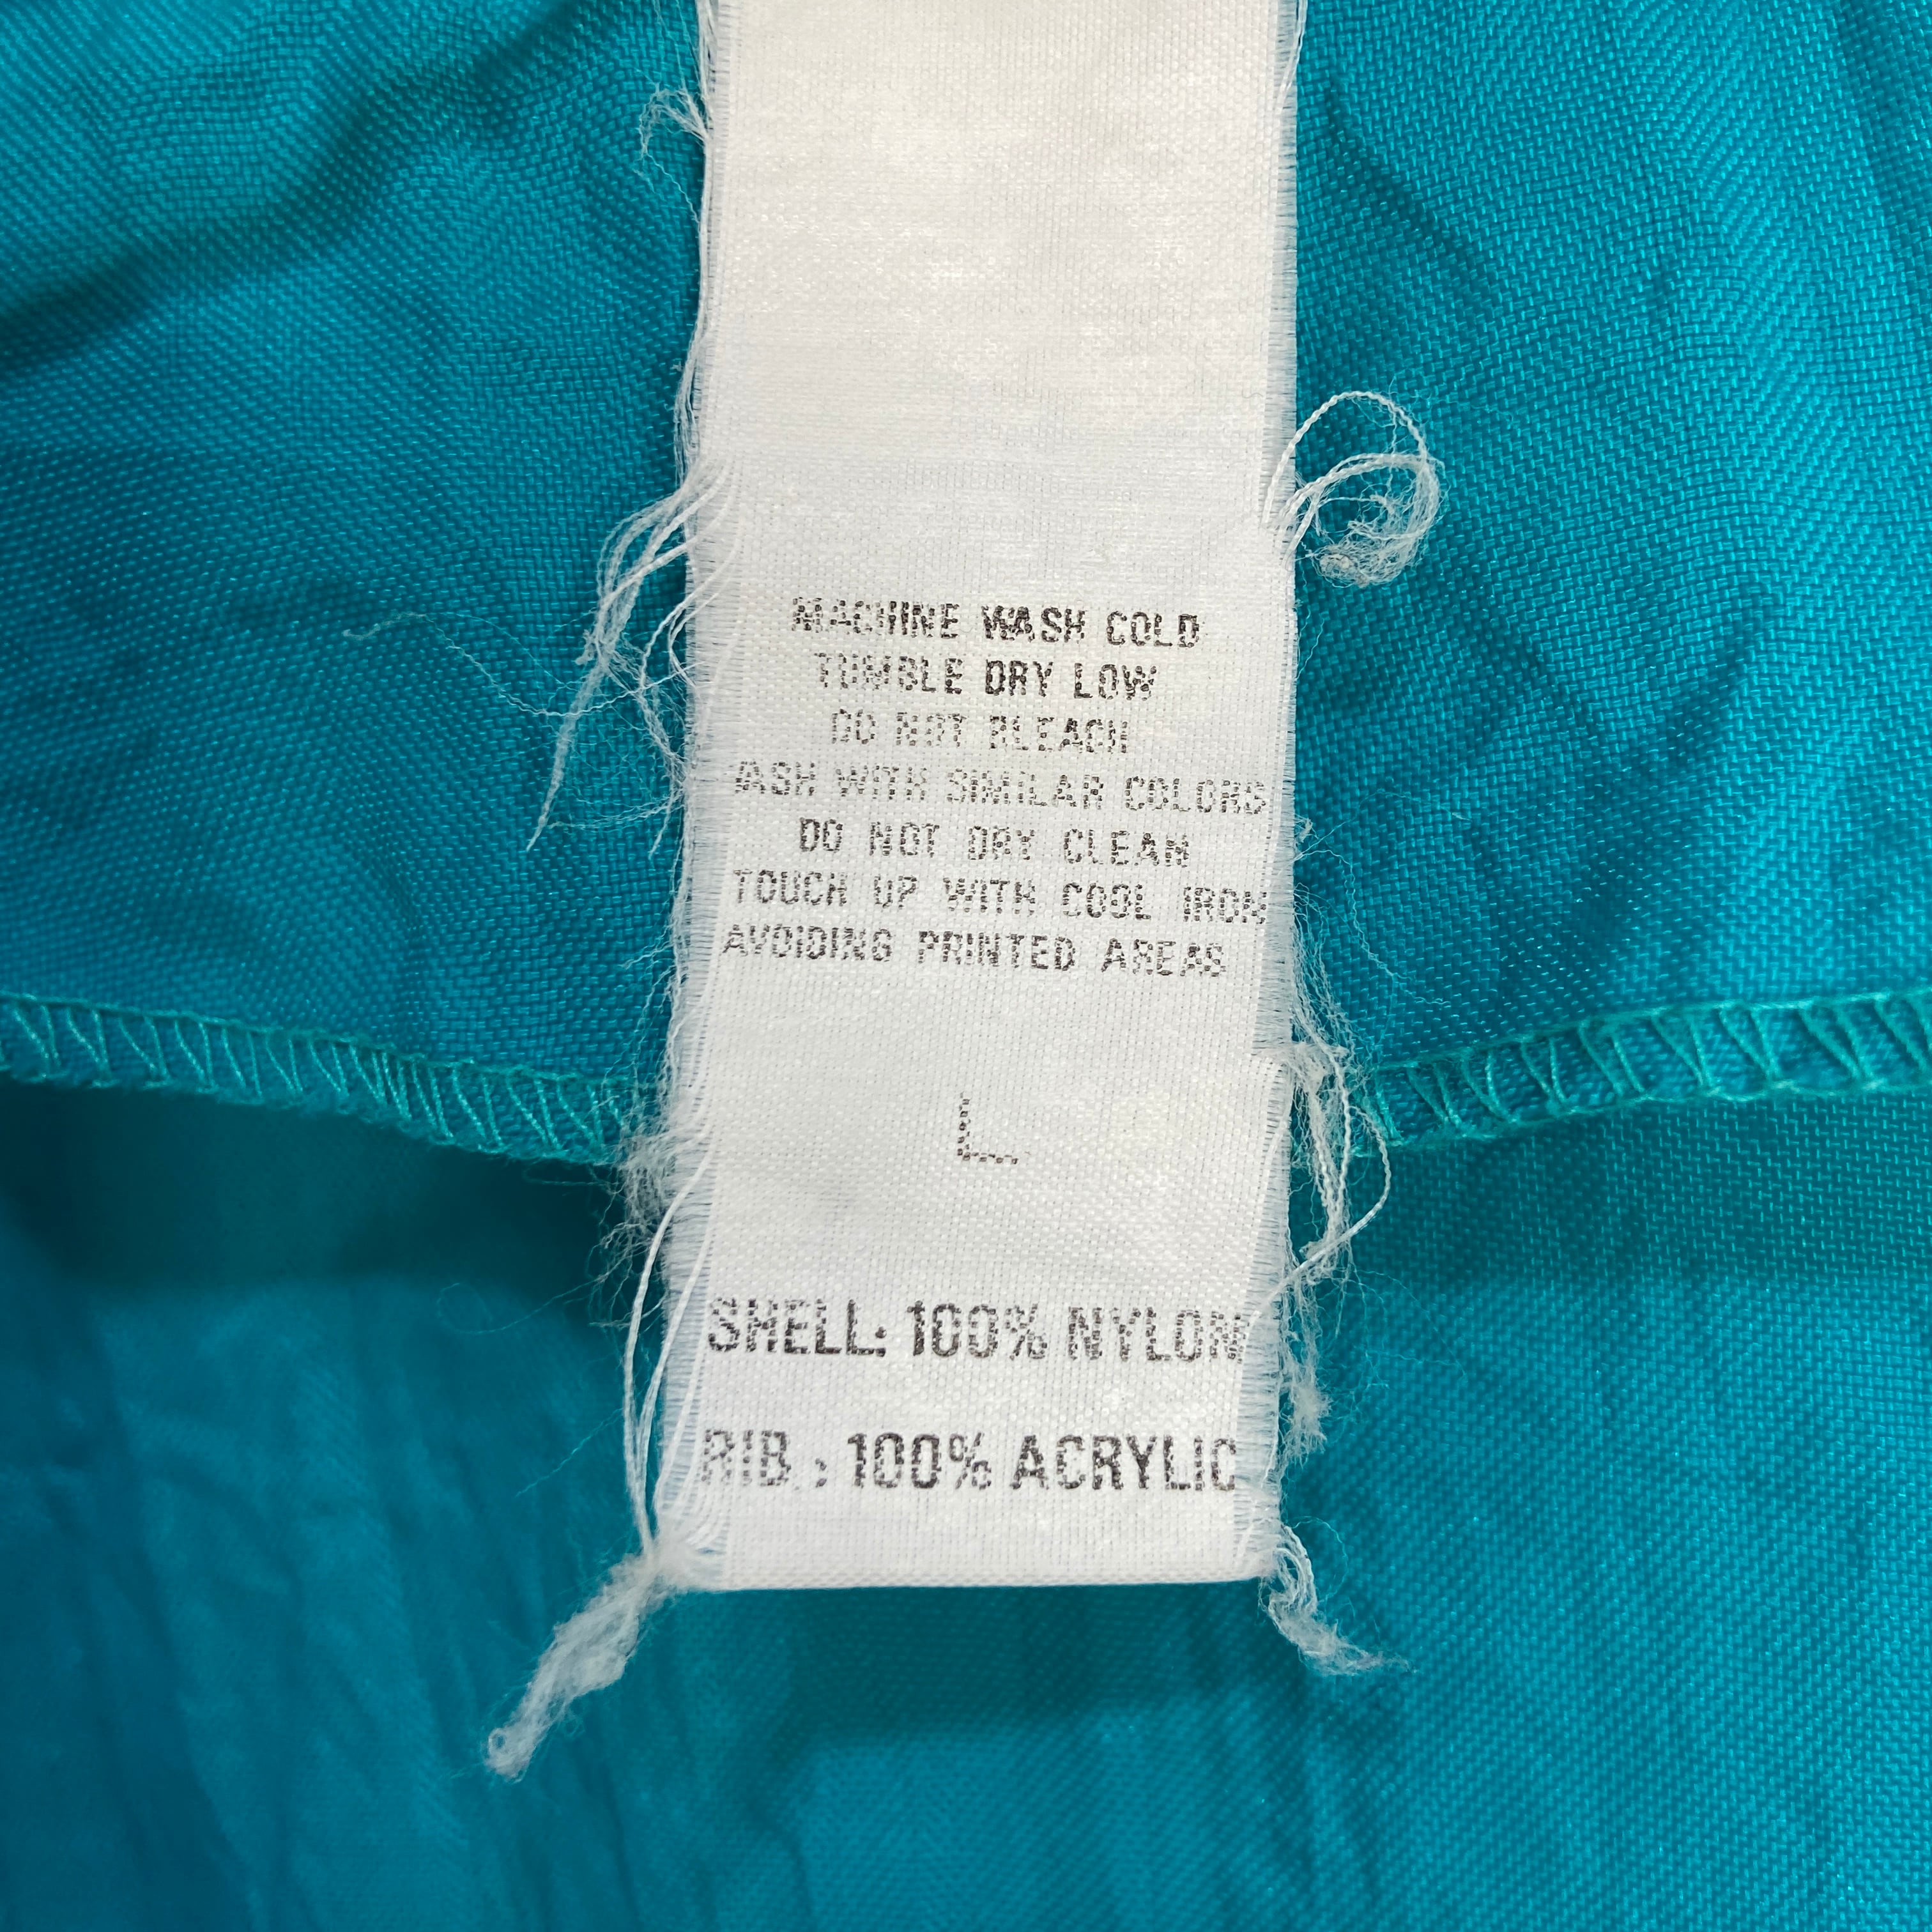 MACHINE WASH COLD
TUMBLE DRY LOW
DO NOT BLEACH
ASH WITH SIMILAR COLORS
DO NOT DRY CLEAN
TOUCH UP WITH COOL IRON
AVOIDING PRINTED AREAS
L
SHELL: 100% NYLON
RIB : 100% ACRYLIC